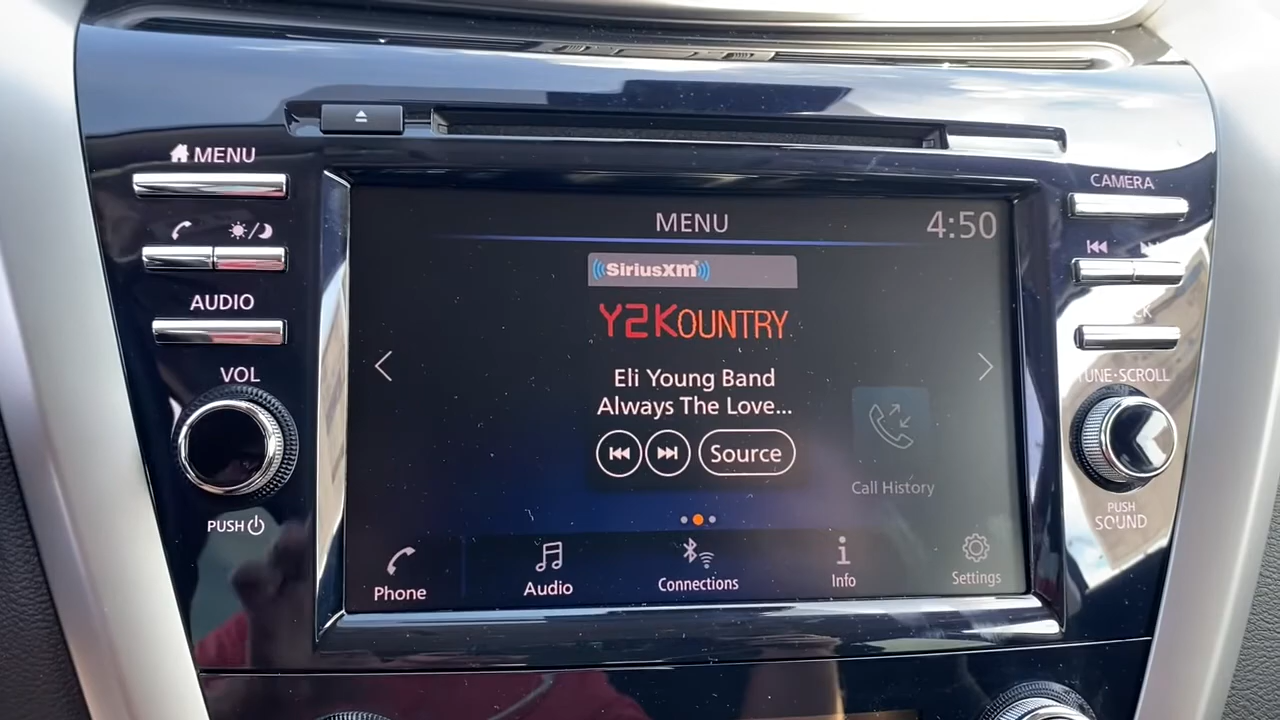 MENU
CAMERA
AUDIO
VOL
PUSH
MENU
4:50
SiriusXM
Y2KOUNTRY
Eli Young Band
Always The Love...
Source
Call History
Phone
Audio
Connections
Info
Settings
TUNE·SCROLL
PUSH
SOUND